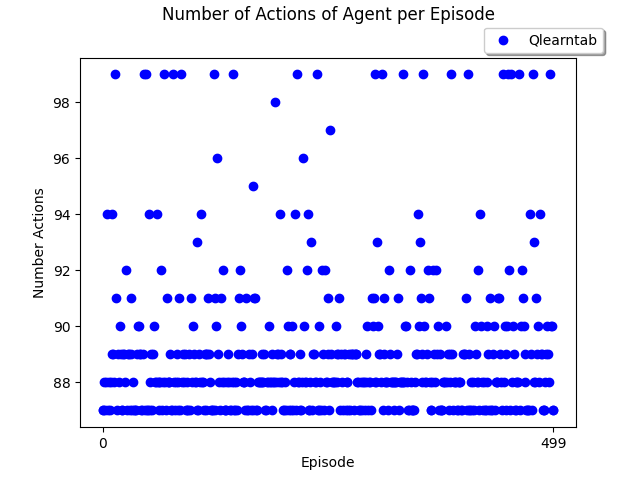 Number of Actions of Agent per Episode
Qlearntab
98
96
94
92
90
88
Number Actions
0
499
Episode